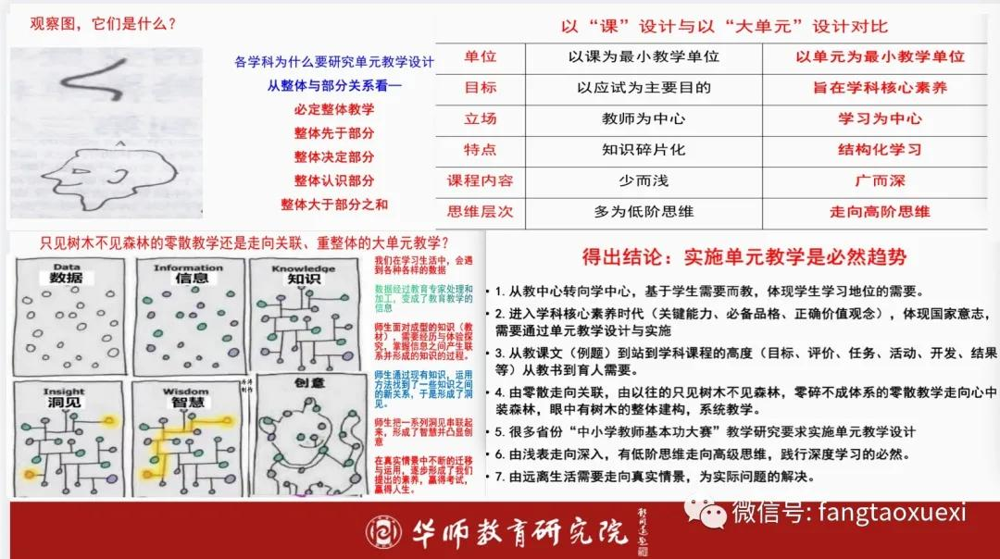 观察图，它们是什么？
各学科为什么要研究单元教学设计
从整体与部分关系看一
必定整体教学
整体先于部分
整体决定部分
整体认识部分
整体大于部分之和
以“课”设计与以“大单元”设计对比
单位 以课为最小教学单位 以单元为最小教学单位
目标 以应试为主要目的 旨在学科核心素养
立场 教师为中心 学习为中心
特点 知识碎片化 结构化学习
课程内容 少而浅 广而深
思维层次 多为低阶思维 走向高阶思维
只见树木不见森林的零散教学还是走向关联、重整体的大单元教学？
Data Information Knowledge
数据 信息 知识
Insight Wisdom
洞见 智慧 创意
制作
我们在学习生活中，会遇
到各种各样的数据
数据经过教育专家处理和
加工，变成了教育教学的
信息
师生面对成型的知识（教
材），需要经历与体验探
究，掌握信息之间产生联
系并形成的知识的过程。
师生通过现有知识，运用
方法找到了一些知识之间
的新关系，于是形成了洞
见。
师生把一系列洞见串联起
来，形成了智慧并凸显创
意
在真实情景中不断的迁移
与运用，逐步形成了我们
提出的素养，赢得考试，
赢得人生。
得出结论：实施单元教学是必然趋势
• 1. 从教中心转向学中心，基于学生需要而教，体现学生学习地位的需要。
• 2. 进入学科核心素养时代（关键能力、必备品格、正确价值观念），体现国家意志，
需要通过单元教学设计与实施
• 3. 从教课文（例题）到站到学科课程的高度（目标、评价、任务、活动、开发、结果
等）从教书到育人需要。
• 4. 由零散走向关联，由以往的只见树木不见森林，零碎不成体系的零散教学走向心中
装森林，眼中有树木的整体建构，系统教学。
• 5. 很多省份“中小学教师基本功大赛”教学研究要求实施单元教学设计
• 6. 由浅表走向深入，有低阶思维走向高级思维，践行深度学习的必然。
• 7. 由远离生活需要走向真实情景，为实际问题的解决。
华师教育研究院
微信号: fangtaoxuexi